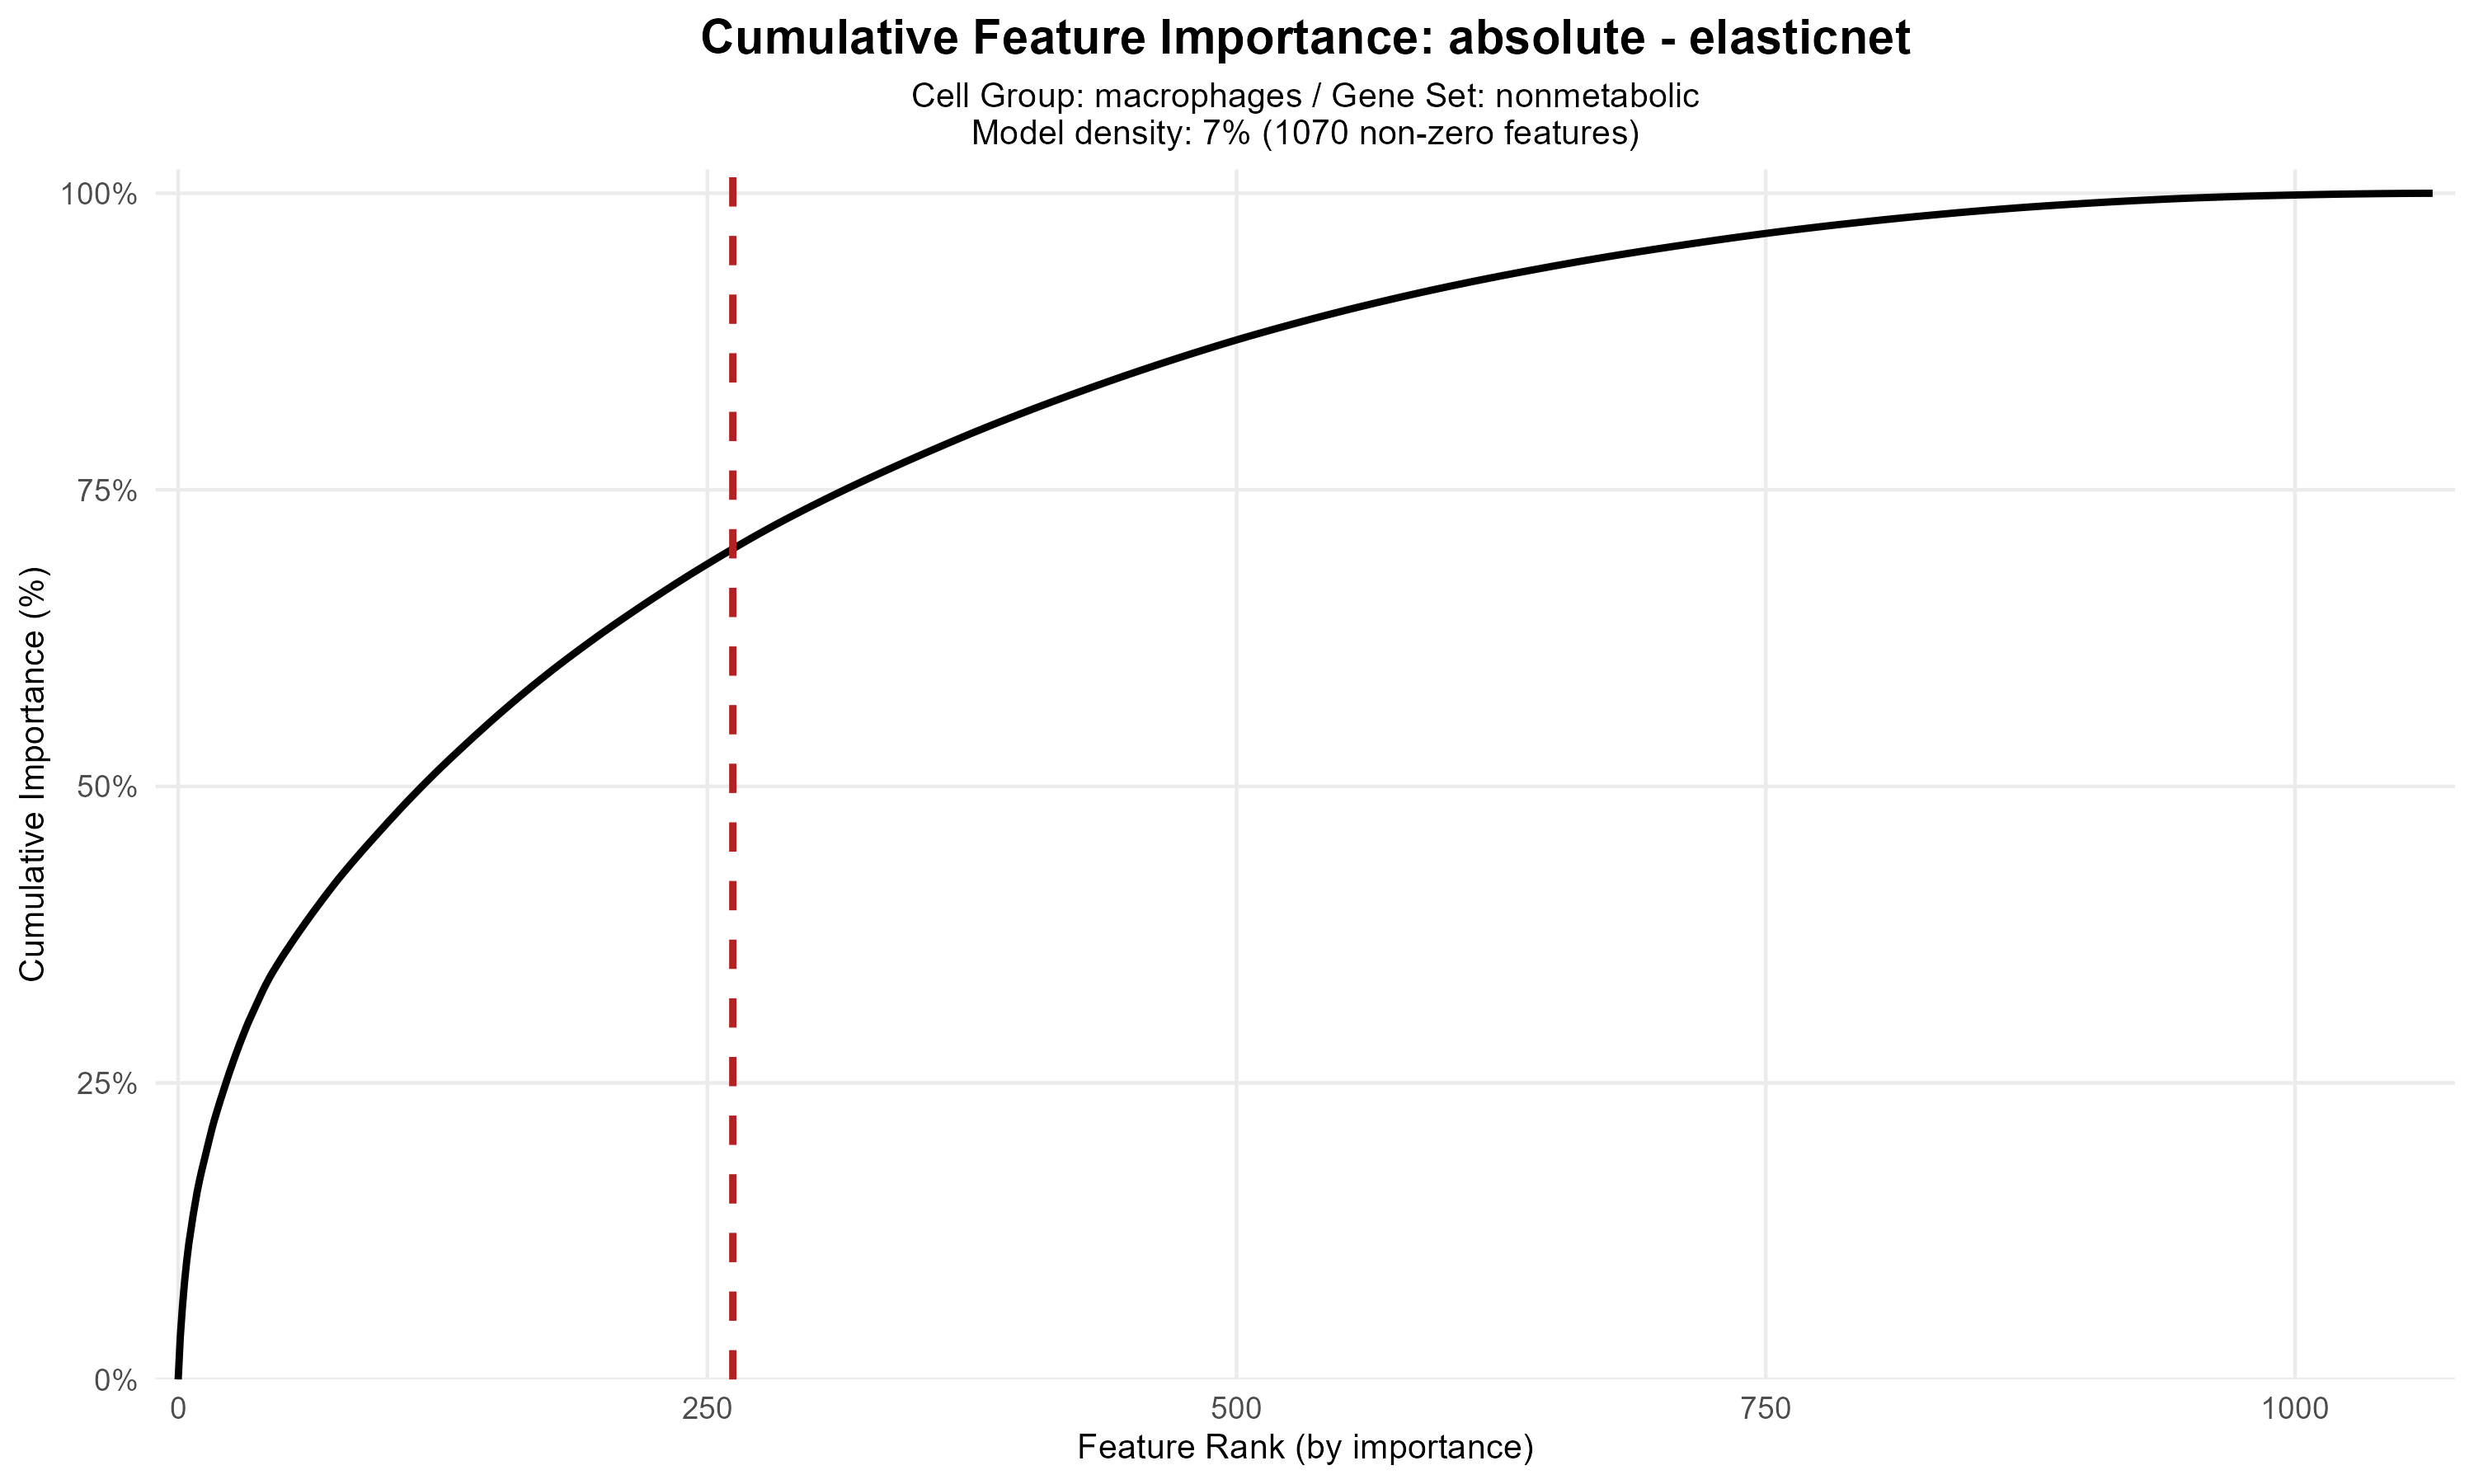 Cumulative Feature Importance: absolute - elasticnet
Cell Group: macrophages / Gene Set: nonmetabolic
Model density: 7% (1070 non-zero features)
Cumulative Importance (%)
100%
75%
50%
25%
0%
0
250
500
750
1000
Feature Rank (by importance)